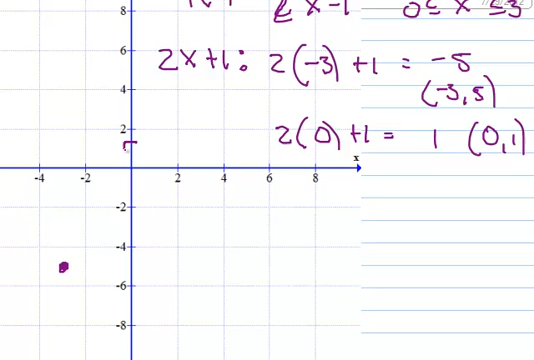 8
x-1 0≤ x ≤3
6
2x+1: 2(-3) +1 = -5
4
(-3,5)
2
2(0)+1= 1 (0,1)
x
-4 -2 2 4 6 8
-2
-4
-6
-8